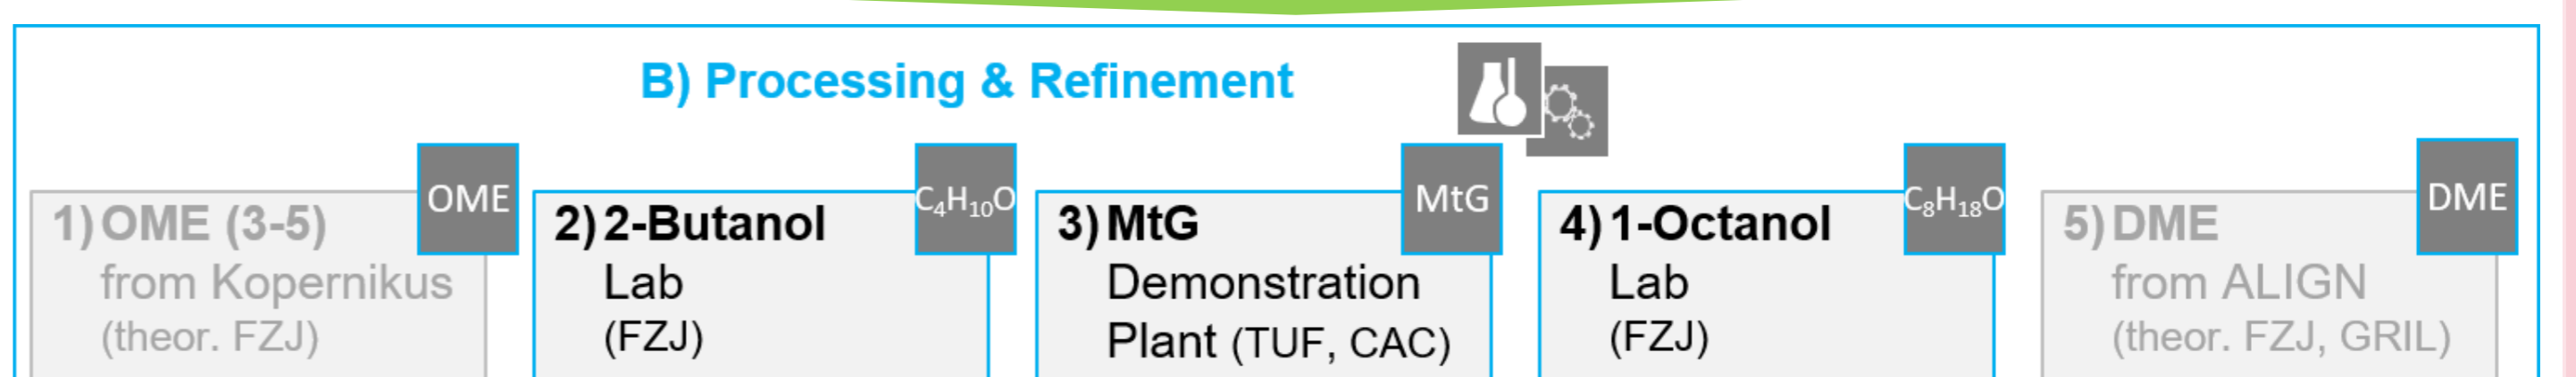 B) Processing & Refinement
OME
1) OME (3-5)
from Kopernikus
(theor. FZJ)
C₄H₁₀O
2) 2-Butanol
Lab
(FZJ)
MtG
3) MtG
Demonstration
Plant (TUF, CAC)
C₈H₁₈O
4) 1-Octanol
Lab
(FZJ)
DME
5) DME
from ALIGN
(theor. FZJ, GRIL)